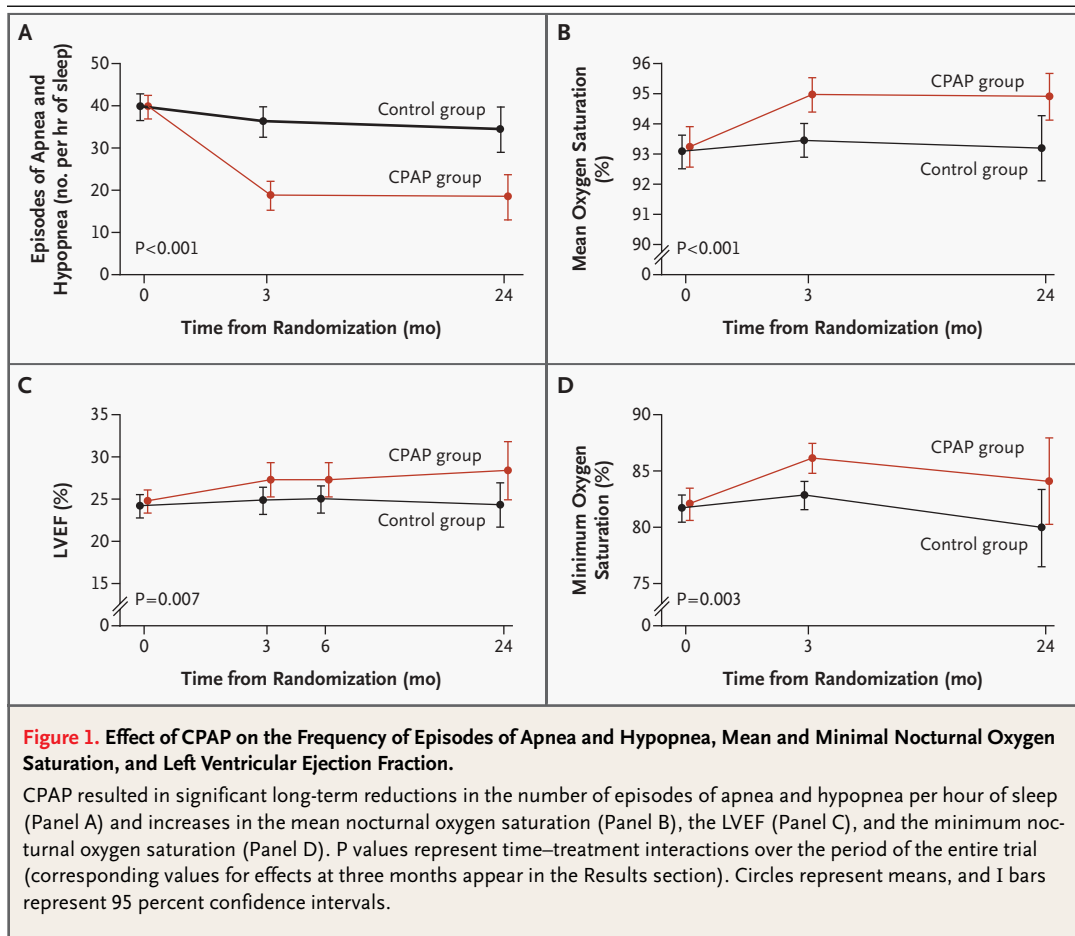 A
Episodes of Apnea and
Hypopnea (no. per hr of sleep)
50
40
30
20
10
0
Control group
CPAP group
P<0.001
0 3 24
Time from Randomization (mo)
B
Mean Oxygen Saturation
(%)
96
95
94
93
92
91
90
0
CPAP group
Control group
P<0.001
0 3 24
Time from Randomization (mo)
C
LVEF (%)
35
30
25
20
15
0
CPAP group
Control group
P=0.007
0 3 6 24
Time from Randomization (mo)
D
Minimum Oxygen
Saturation (%)
90
85
80
75
0
CPAP group
Control group
P=0.003
0 3 24
Time from Randomization (mo)
Figure 1. Effect of CPAP on the Frequency of Episodes of Apnea and Hypopnea, Mean and Minimal Nocturnal Oxygen
Saturation, and Left Ventricular Ejection Fraction.
CPAP resulted in significant long-term reductions in the number of episodes of apnea and hypopnea per hour of sleep
(Panel A) and increases in the mean nocturnal oxygen saturation (Panel B), the LVEF (Panel C), and the minimum noc-
turnal oxygen saturation (Panel D). P values represent time–treatment interactions over the period of the entire trial
(corresponding values for effects at three months appear in the Results section). Circles represent means, and I bars
represent 95 percent confidence intervals.